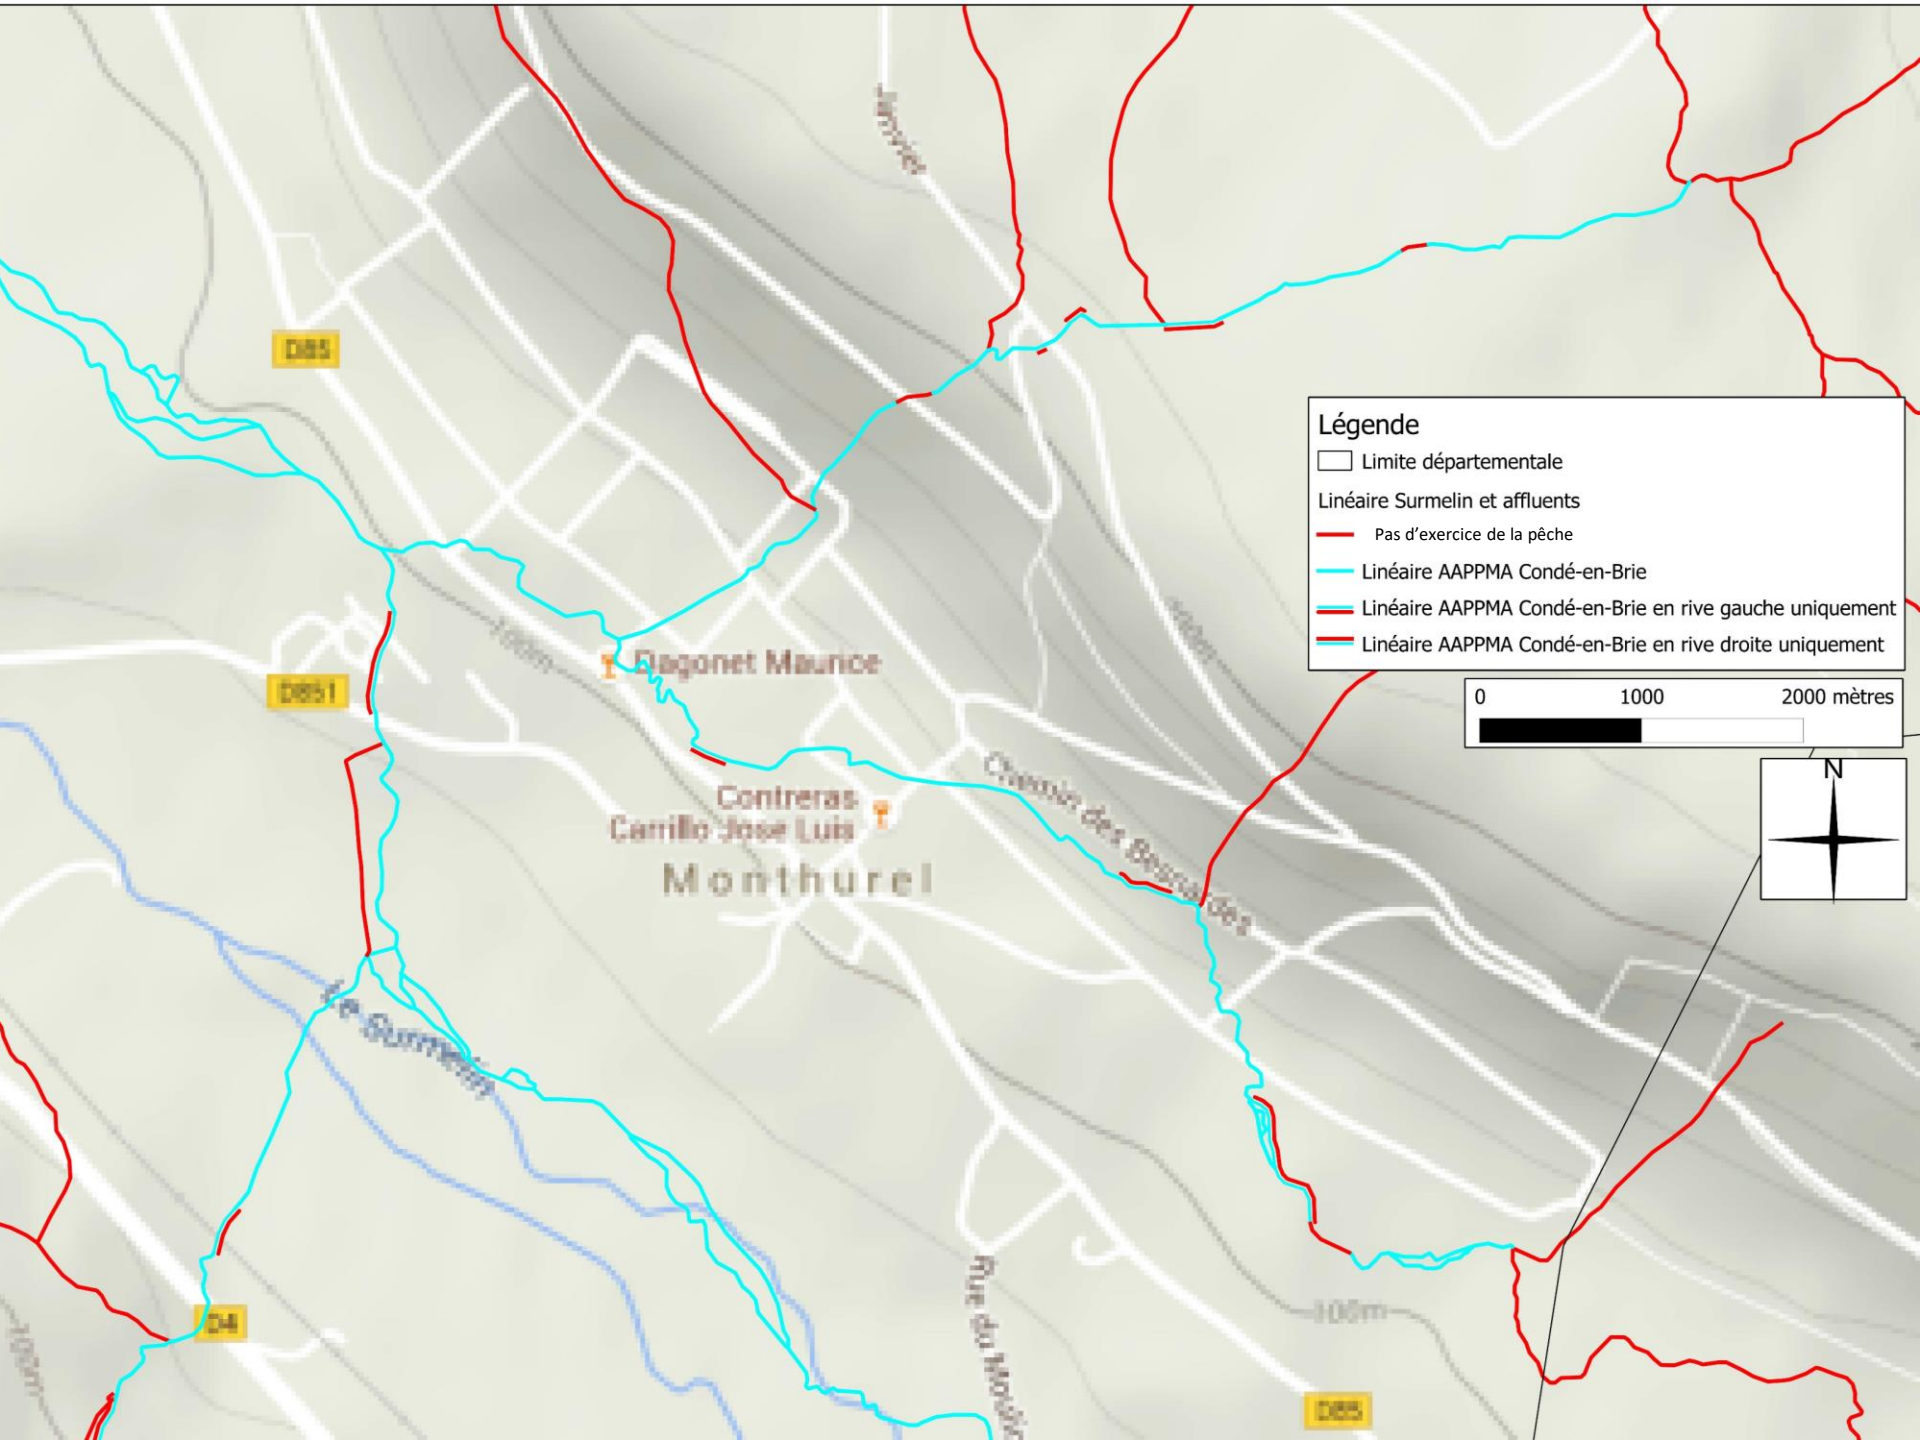 D85
100m
Dagonet Maurice
D851
Contreras
Carrillo Jose Luis
Monthurel
Chemin des Besnardes
Le Surmelin
Rue du Moulin
D4
100m
100m
100m
D85
Légende
Limite départementale
Linéaire Surmelin et affluents
Pas d’exercice de la pêche
Linéaire AAPPMA Condé-en-Brie
Linéaire AAPPMA Condé-en-Brie en rive gauche uniquement
Linéaire AAPPMA Condé-en-Brie en rive droite uniquement
0 1000 2000 mètres
N